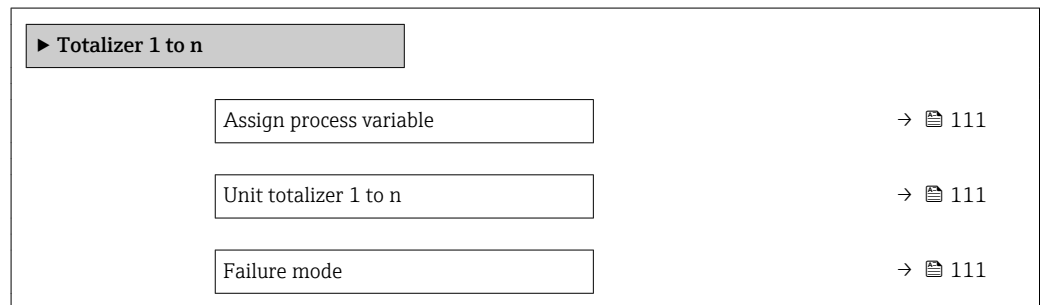 ▶ Totalizer 1 to n
Assign process variable → 111
Unit totalizer 1 to n → 111
Failure mode → 111